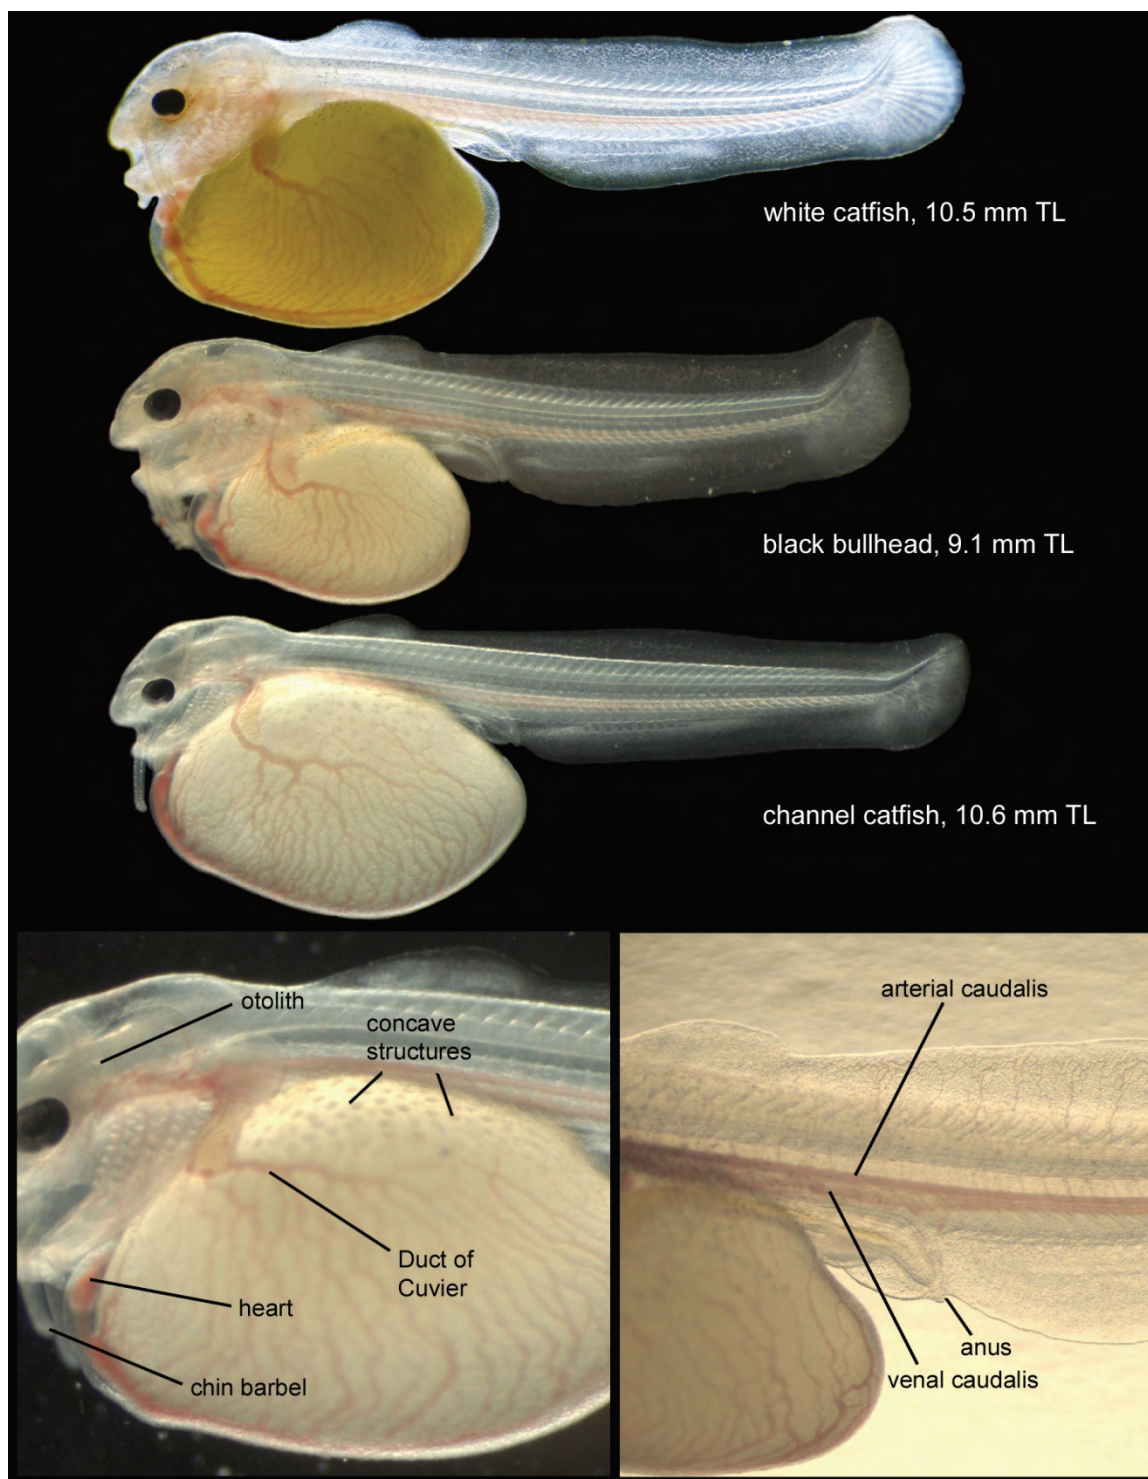 white catfish, 10.5 mm TL
black bullhead, 9.1 mm TL
channel catfish, 10.6 mm TL
otolith
concave
structures
Duct of
Cuvier
heart
chin barbel
arterial caudalis
anus
venal caudalis